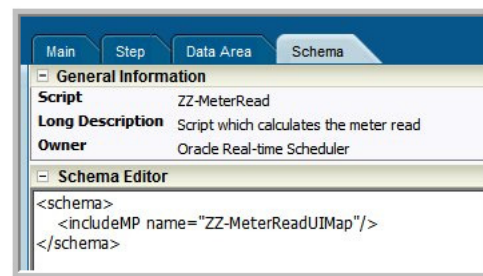 Main Step Data Area Schema
General Information
Script ZZ-MeterRead
Long Description Script which calculates the meter read
Owner Oracle Real-time Scheduler
Schema Editor
<schema>
<includeMP name="ZZ-MeterReadUIMap"/>
</schema>